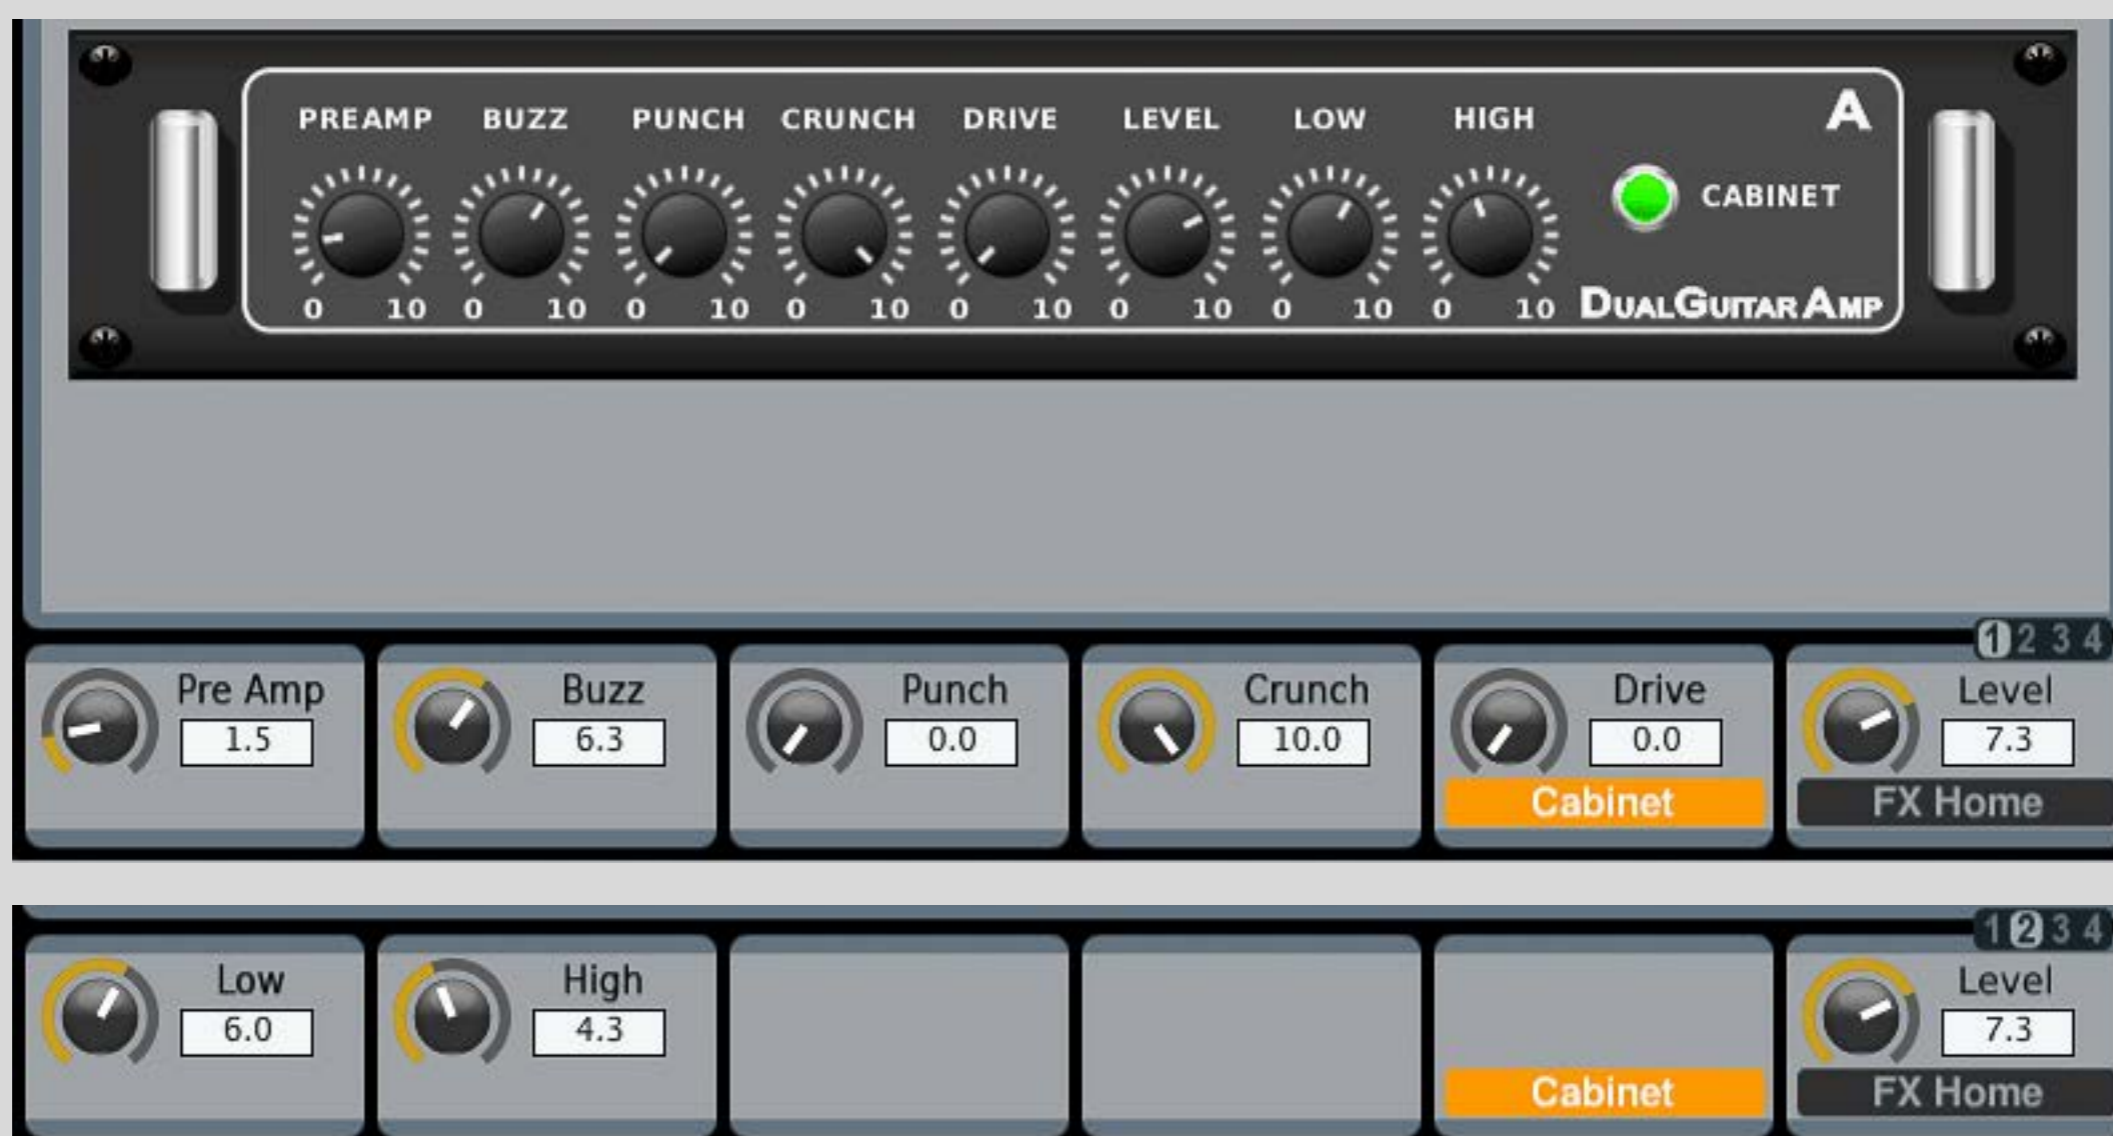 PREAMP BUZZ PUNCH CRUNCH DRIVE LEVEL LOW HIGH A
CABINET
0 10 0 10 0 10 0 10 0 10 0 10 0 10 0 10 DUALGUITAR AMP
1 2 3 4
Pre Amp Buzz Punch Crunch Drive Level
1.5 6.3 0.0 10.0 0.0 7.3
Cabinet FX Home
1 2 3 4
Low High Level
6.0 4.3 7.3
Cabinet FX Home